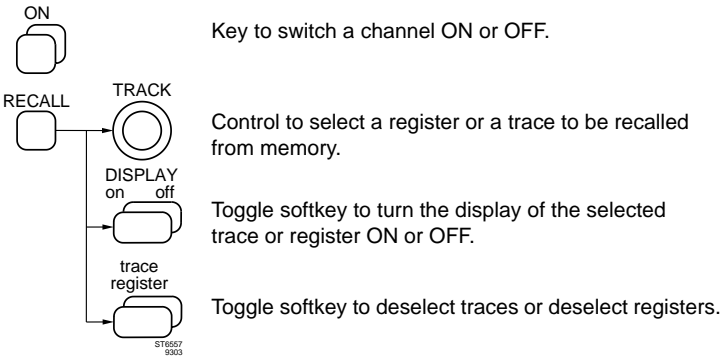 ON
Key to switch a channel ON or OFF.
RECALL
TRACK
Control to select a register or a trace to be recalled
from memory.
DISPLAY
on off
Toggle softkey to turn the display of the selected
trace or register ON or OFF.
trace
register
Toggle softkey to deselect traces or deselect registers.
ST6557
9303